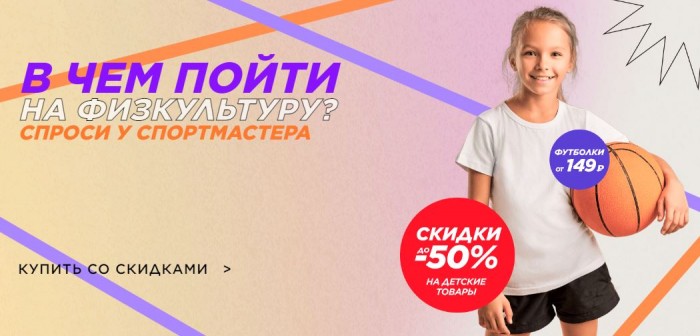 В ЧЕМ ПОЙТИ
НА ФИЗКУЛЬТУРУ?
СПРОСИ У СПОРТМАСТЕРА
ФУТБОЛКИ
от 149 ₽
СКИДКИ
ДО
-50%
НА ДЕТСКИЕ
ТОВАРЫ
КУПИТЬ СО СКИДКАМИ >